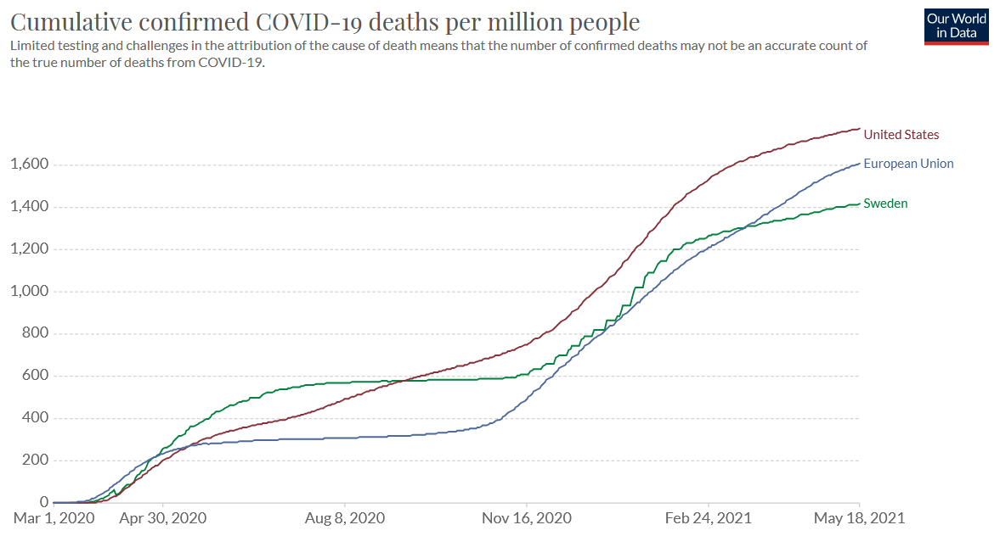 Cumulative confirmed COVID-19 deaths per million people
Our World
in Data
Limited testing and challenges in the attribution of the cause of death means that the number of confirmed deaths may not be an accurate count of
the true number of deaths from COVID-19.
United States
1,600
European Union
1,400
Sweden
1,200
1,000
800
600
400
200
0
Mar 1, 2020
Apr 30, 2020
Aug 8, 2020
Nov 16, 2020
Feb 24, 2021
May 18, 2021